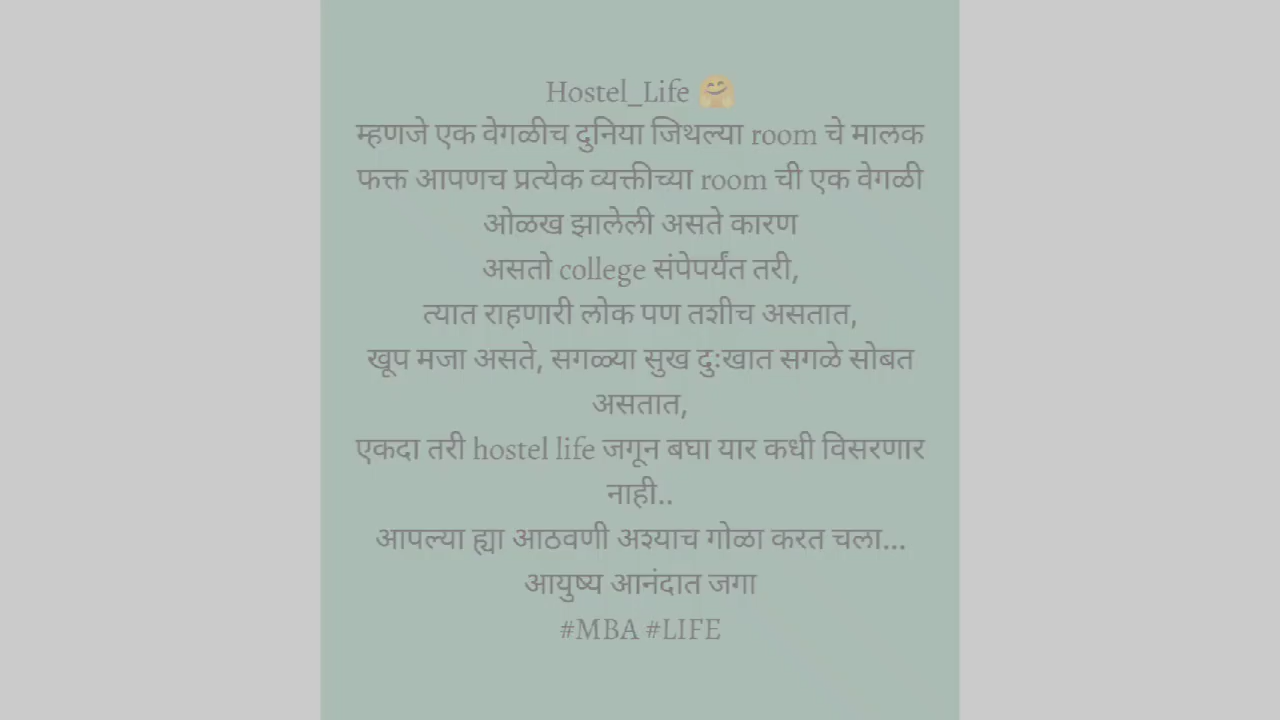 Hostel_Life 🤗
म्हणजे एक वेगळीच दुनिया जिथल्या room चे मालक
फक्त आपणच प्रत्येक व्यक्तीच्या room ची एक वेगळी
ओळख झालेली असते कारण
असतो college संपेपर्यंत तरी,
त्यात राहणारी लोक पण तशीच असतात,
खूप मजा असते, सगळ्या सुख दुःखात सगळे सोबत
असतात,
एकदा तरी hostel life जगून बघा यार कधी विसरणार
नाही..
आपल्या ह्या आठवणी अश्याच गोळा करत चला...
आयुष्य आनंदात जगा
#MBA #LIFE